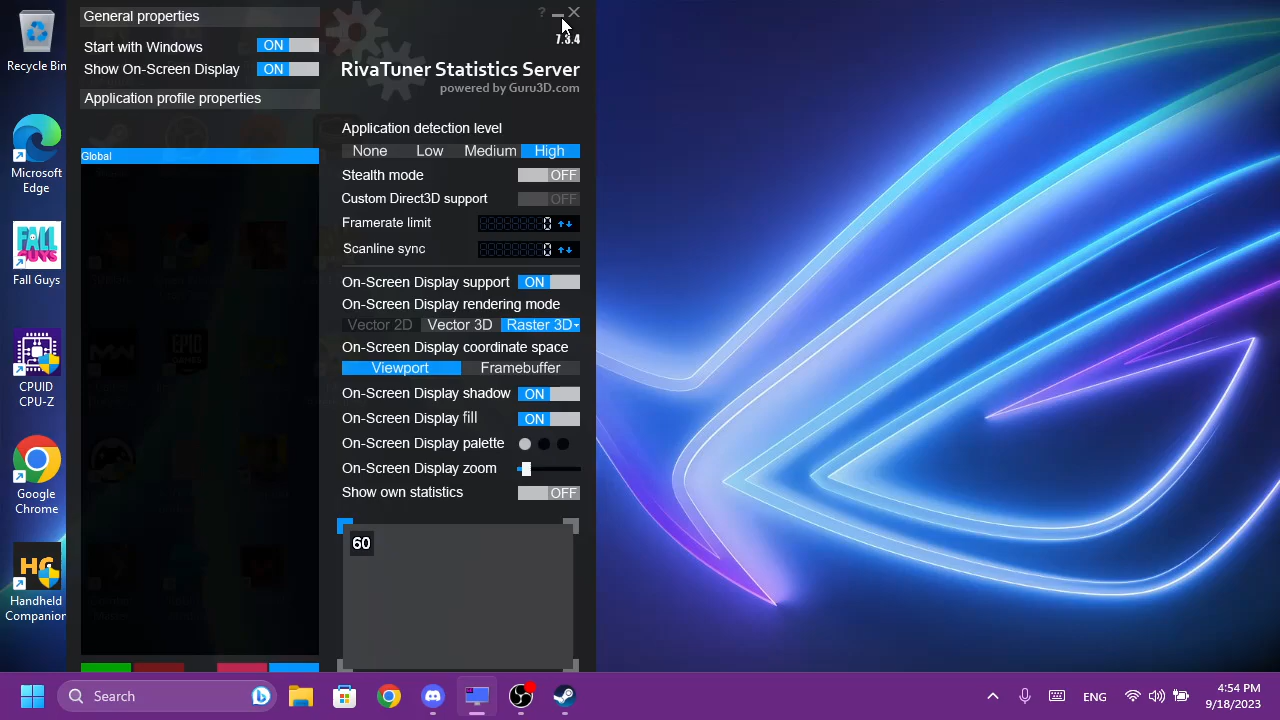 Recycle Bin
Microsoft
Edge
FALL
GUYS
Fall Guys
CPUID
CPU-Z
Google
Chrome
HC
Handheld
Companion
General properties
Start with Windows ON
Show On-Screen Display ON
Application profile properties
Global
?
7.3.4
RivaTuner Statistics Server
powered by Guru3D.com
Application detection level
None Low Medium High
Stealth mode OFF
Custom Direct3D support OFF
Framerate limit 0
Scanline sync 0
On-Screen Display support ON
On-Screen Display rendering mode
Vector 2D Vector 3D Raster 3D
On-Screen Display coordinate space
Viewport Framebuffer
On-Screen Display shadow ON
On-Screen Display fill ON
On-Screen Display palette
On-Screen Display zoom
Show own statistics OFF
60
Search
ENG
4:54 PM
9/18/2023